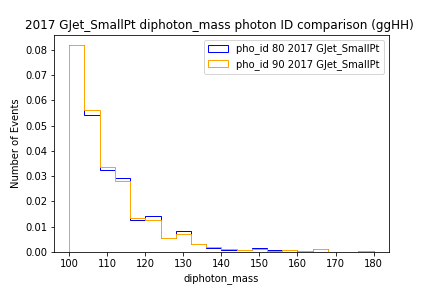 2017 GJet_SmallPt diphoton_mass photon ID comparison (ggHH)
pho_id 80 2017 GJet_SmallPt
pho_id 90 2017 GJet_SmallPt
Number of Events
0.08
0.07
0.06
0.05
0.04
0.03
0.02
0.01
0.00
100 110 120 130 140 150 160 170 180
diphoton_mass